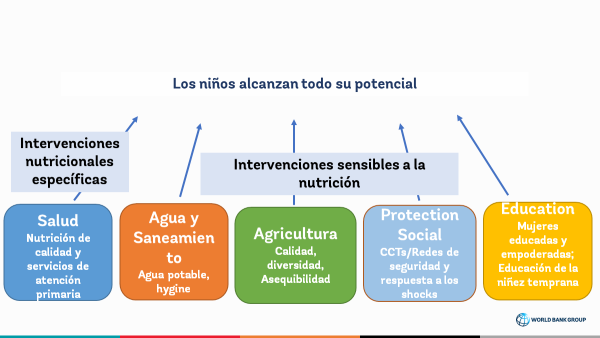 Los niños alcanzan todo su potencial
Intervenciones
nutricionales
específicas
Intervenciones sensibles a la
nutrición
Salud
Nutrición de
calidad y
servicios de
atención
primaria
Agua y
Saneamien
to
Agua potable,
hygine
Agricultura
Calidad,
diversidad,
Asequibilidad
Protection
Social
CCTs/Redes de
seguridad y
respuesta a los
shocks
Education
Mujeres
educadas y
empoderadas;
Educación de la
niñez temprana
WORLD BANK GROUP